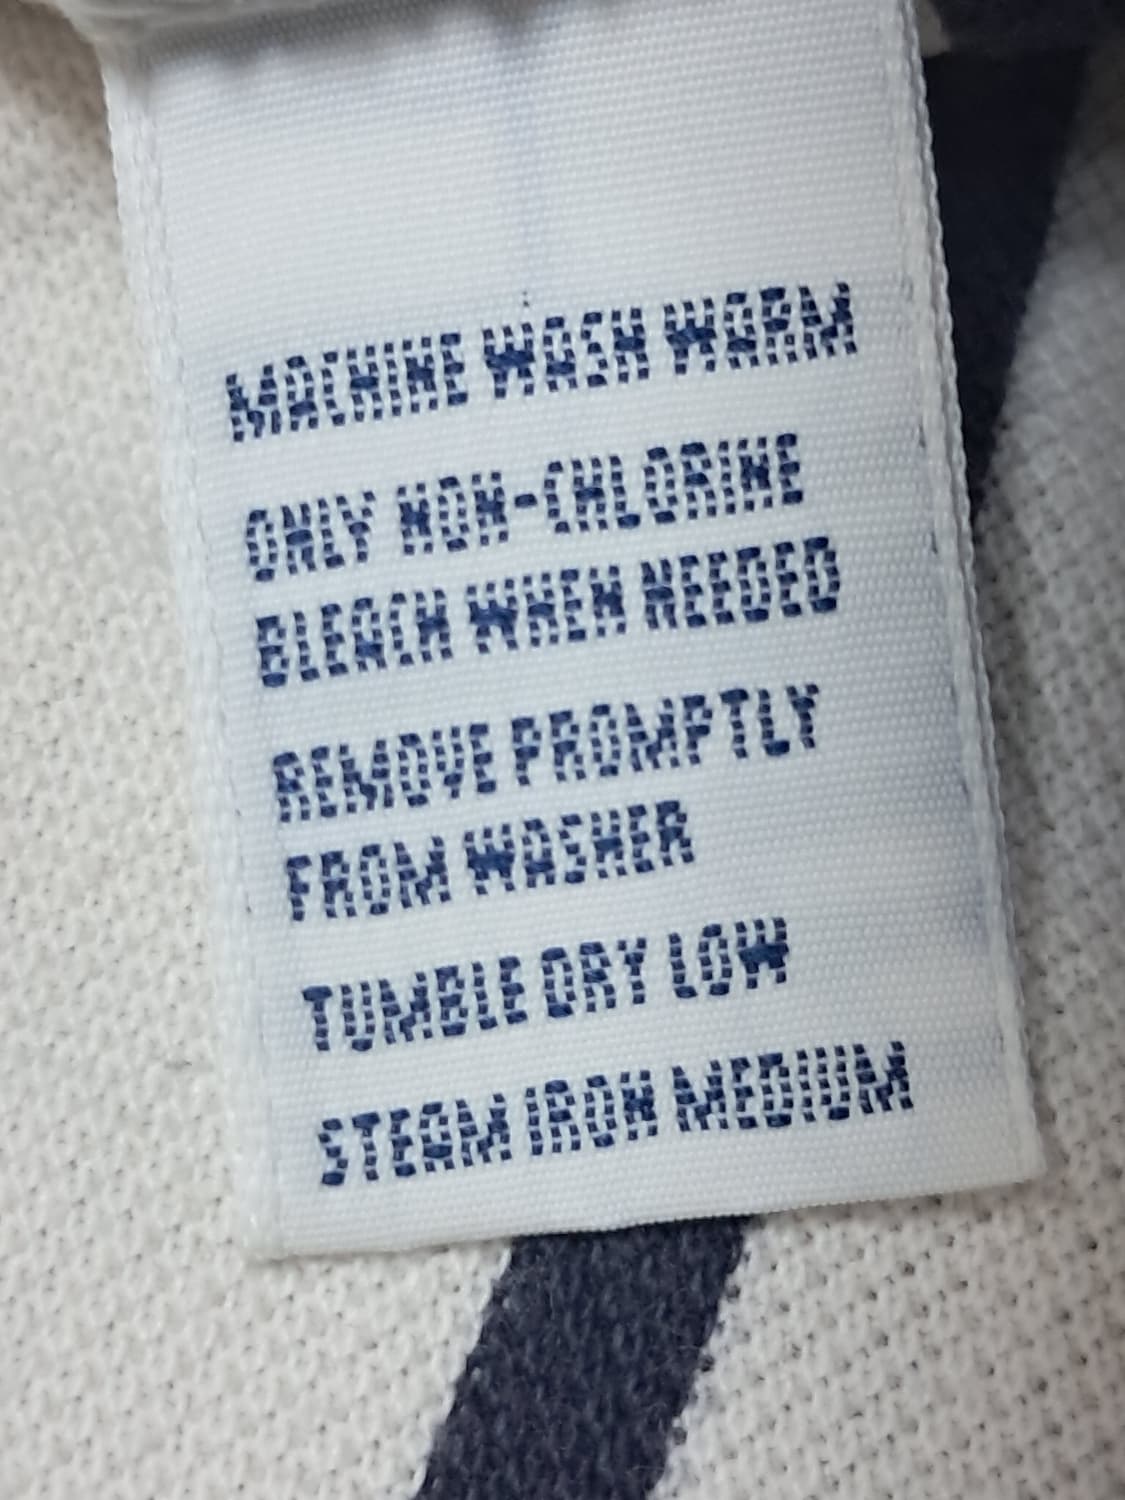 MACHINE WASH WARM
ONLY NON-CHLORINE
BLEACH WHEN NEEDED
REMOVE PROMPTLY
FROM WASHER
TUMBLE DRY LOW
STEAM IRON MEDIUM